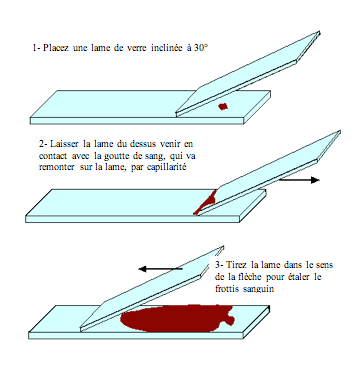 1- Placez une lame de verre inclinée à 30°
2- Laisser la lame du dessus venir en
contact avec la goutte de sang, qui va
remonter sur la lame, par capillarité
3- Tirez la lame dans le sens
de la flèche pour étaler le
frottis sanguin